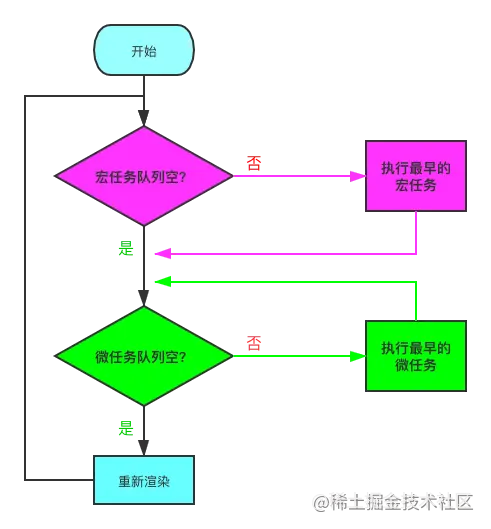 开始
宏任务队列空?
否
执行最早的
宏任务
是
微任务队列空?
否
执行最早的
微任务
是
重新渲染
@稀土掘金技术社区